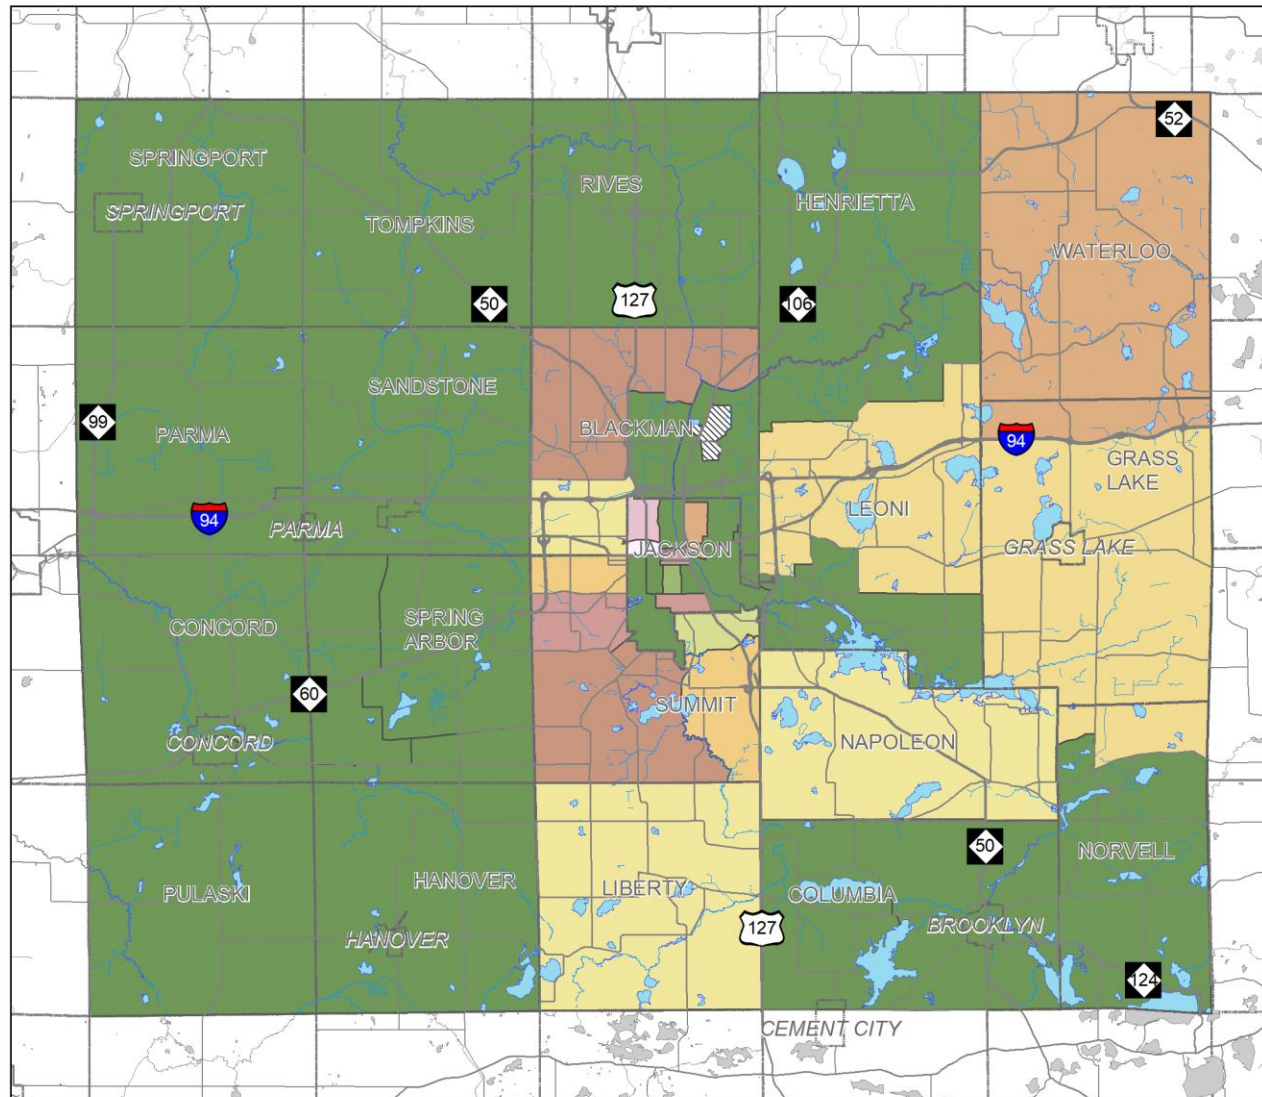 52
SPRINGPORT
RIVES
HENRIETTA
SPRINGPORT
TOMPKINS
WATERLOO
50
127
106
SANDSTONE
99
PARMA
BLACKMAN
94
GRASS
LAKE
94
PARMA
LEONI
JACKSON
GRASS LAKE
CONCORD
SPRING
ARBOR
60
SUMMIT
CONCORD
NAPOLEON
50
NORVELL
PULASKI
HANOVER
LIBERTY
COLUMBIA
HANOVER
127
BROOKLYN
124
CEMENT CITY